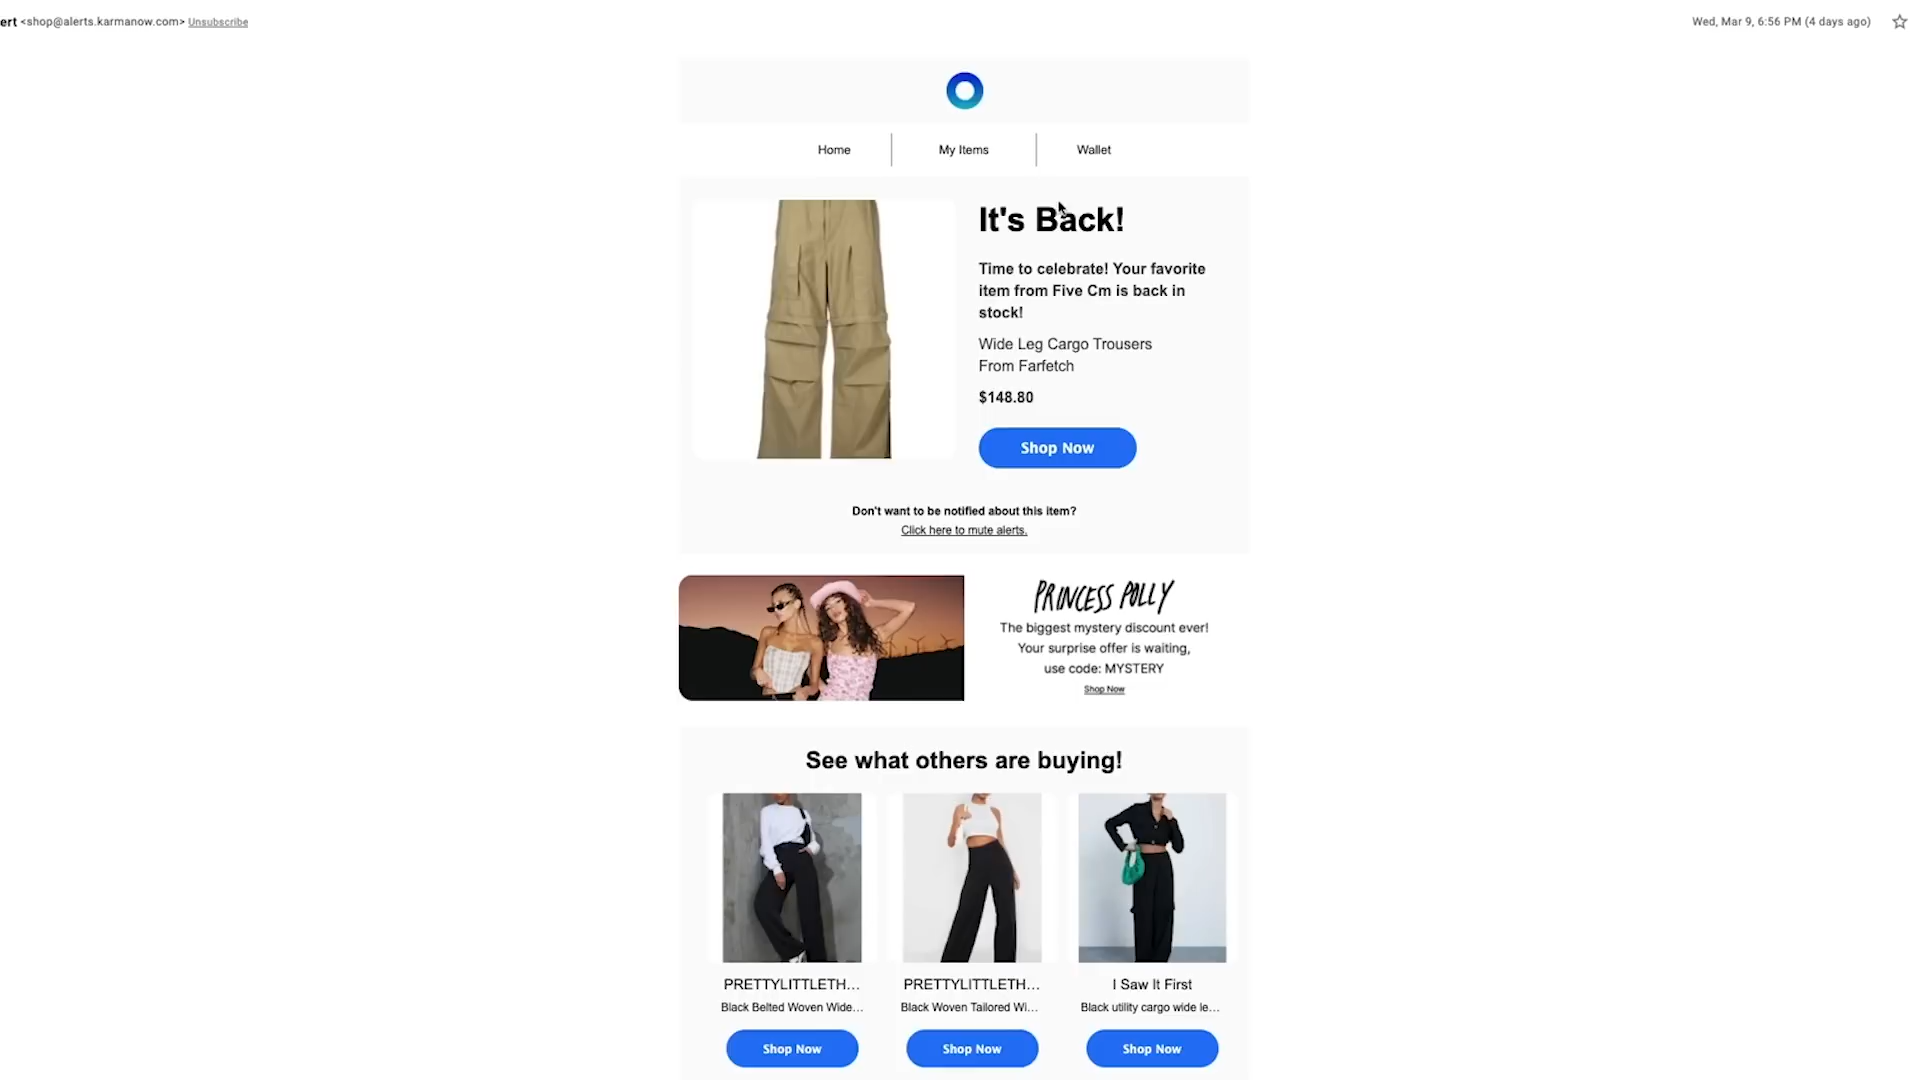 ert <shop@alerts.karmanow.com> Unsubscribe
Wed, Mar 9, 6:56 PM (4 days ago)
Home
My Items
Wallet
It's Back!
Time to celebrate! Your favorite
item from Five Cm is back in
stock!
Wide Leg Cargo Trousers
From Farfetch
$148.80
Shop Now
Don't want to be notified about this item?
Click here to mute alerts.
PRINCESS POLLY
The biggest mystery discount ever!
Your surprise offer is waiting,
use code: MYSTERY
Shop Now
See what others are buying!
PRETTYLITTLETH...
Black Belted Woven Wide...
Shop Now
PRETTYLITTLETH...
Black Woven Tailored Wi...
Shop Now
I Saw It First
Black utility cargo wide le...
Shop Now